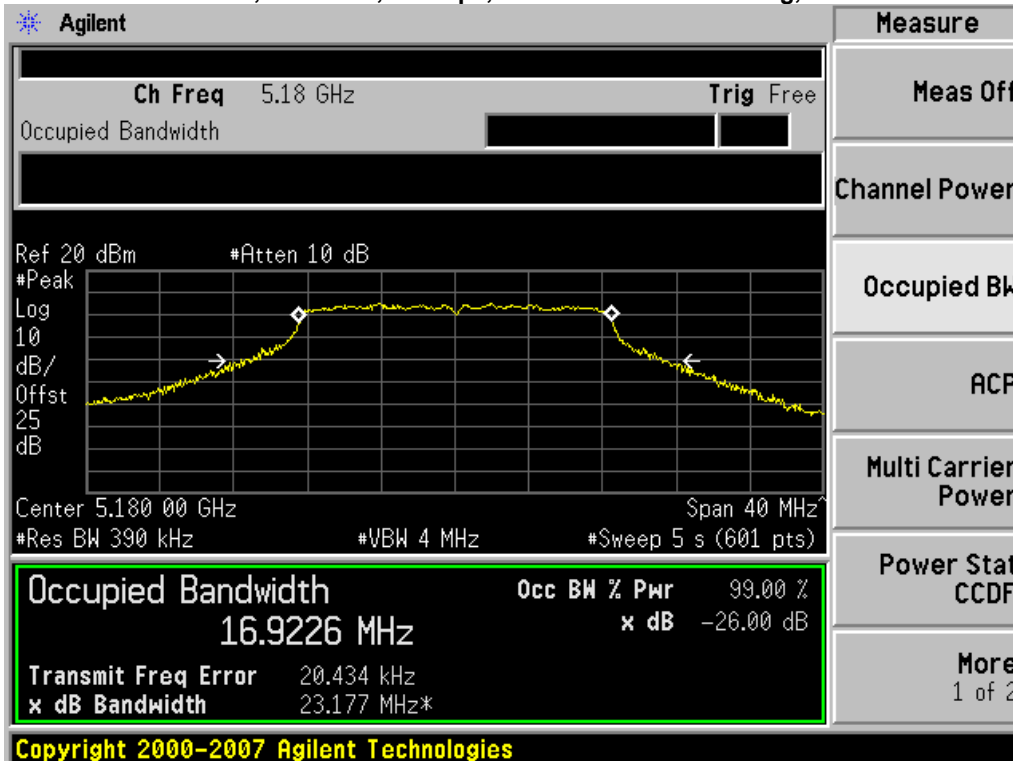 Agilent
Measure
Ch Freq 5.18 GHz Trig Free
Meas Off
Occupied Bandwidth
Channel Power
Ref 20 dBm #Atten 10 dB
#Peak
Log
10
dB/
Offst
25
dB
Occupied BW
ACP
Multi Carrier
Power
Center 5.180 00 GHz Span 40 MHz^
#Res BW 390 kHz #VBW 4 MHz #Sweep 5 s (601 pts)
Power Stat
CCDF
Occupied Bandwidth Occ BW % Pwr 99.00 %
16.9226 MHz x dB -26.00 dB
Transmit Freq Error 20.434 kHz
x dB Bandwidth 23.177 MHz*
More
1 of 2
Copyright 2000-2007 Agilent Technologies